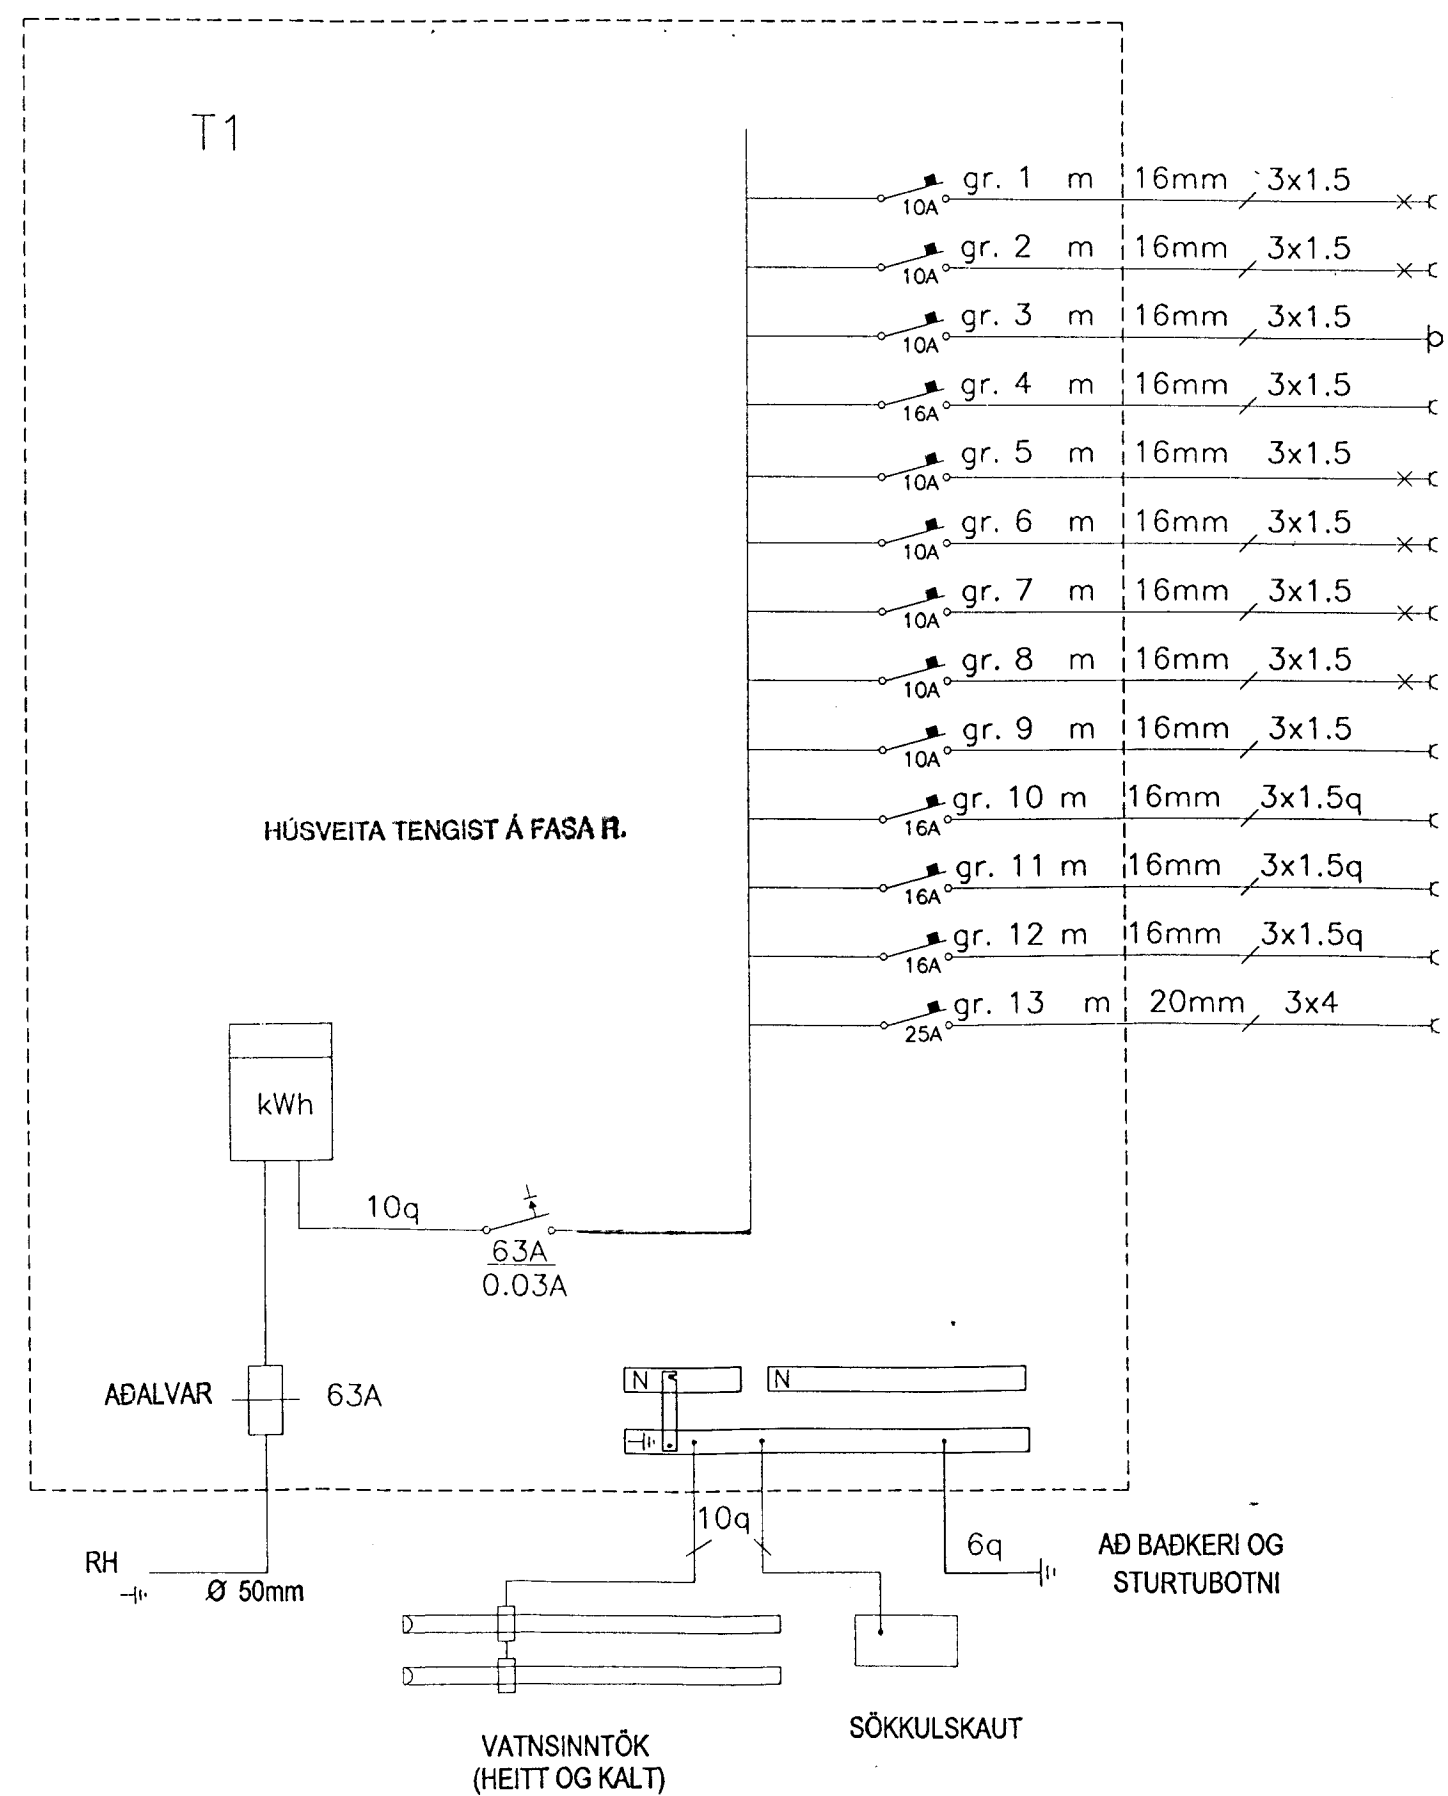 T1
gr. 1 m 16mm 3x1.5
10A
gr. 2 m 16mm 3x1.5
10A
gr. 3 m 16mm 3x1.5
10A
gr. 4 m 16mm 3x1.5
16A
gr. 5 m 16mm 3x1.5
10A
gr. 6 m 16mm 3x1.5
10A
gr. 7 m 16mm 3x1.5
10A
gr. 8 m 16mm 3x1.5
10A
gr. 9 m 16mm 3x1.5
10A
gr. 10 m 16mm 3x1.5q
16A
HÚSVEITA TENGIST Á FASA R.
gr. 11 m 16mm 3x1.5q
16A
gr. 12 m 16mm 3x1.5q
16A
gr. 13 m 20mm 3x4
25A
kWh
10q
63A
0.03A
AÐALVAR 63A
N N
10q
6q
AÐ BAÐKERI OG
STURTUBOTNI
RH
Ø 50mm
SÖKKULSKAUT
VATNSINNTÖK
(HEITT OG KALT)